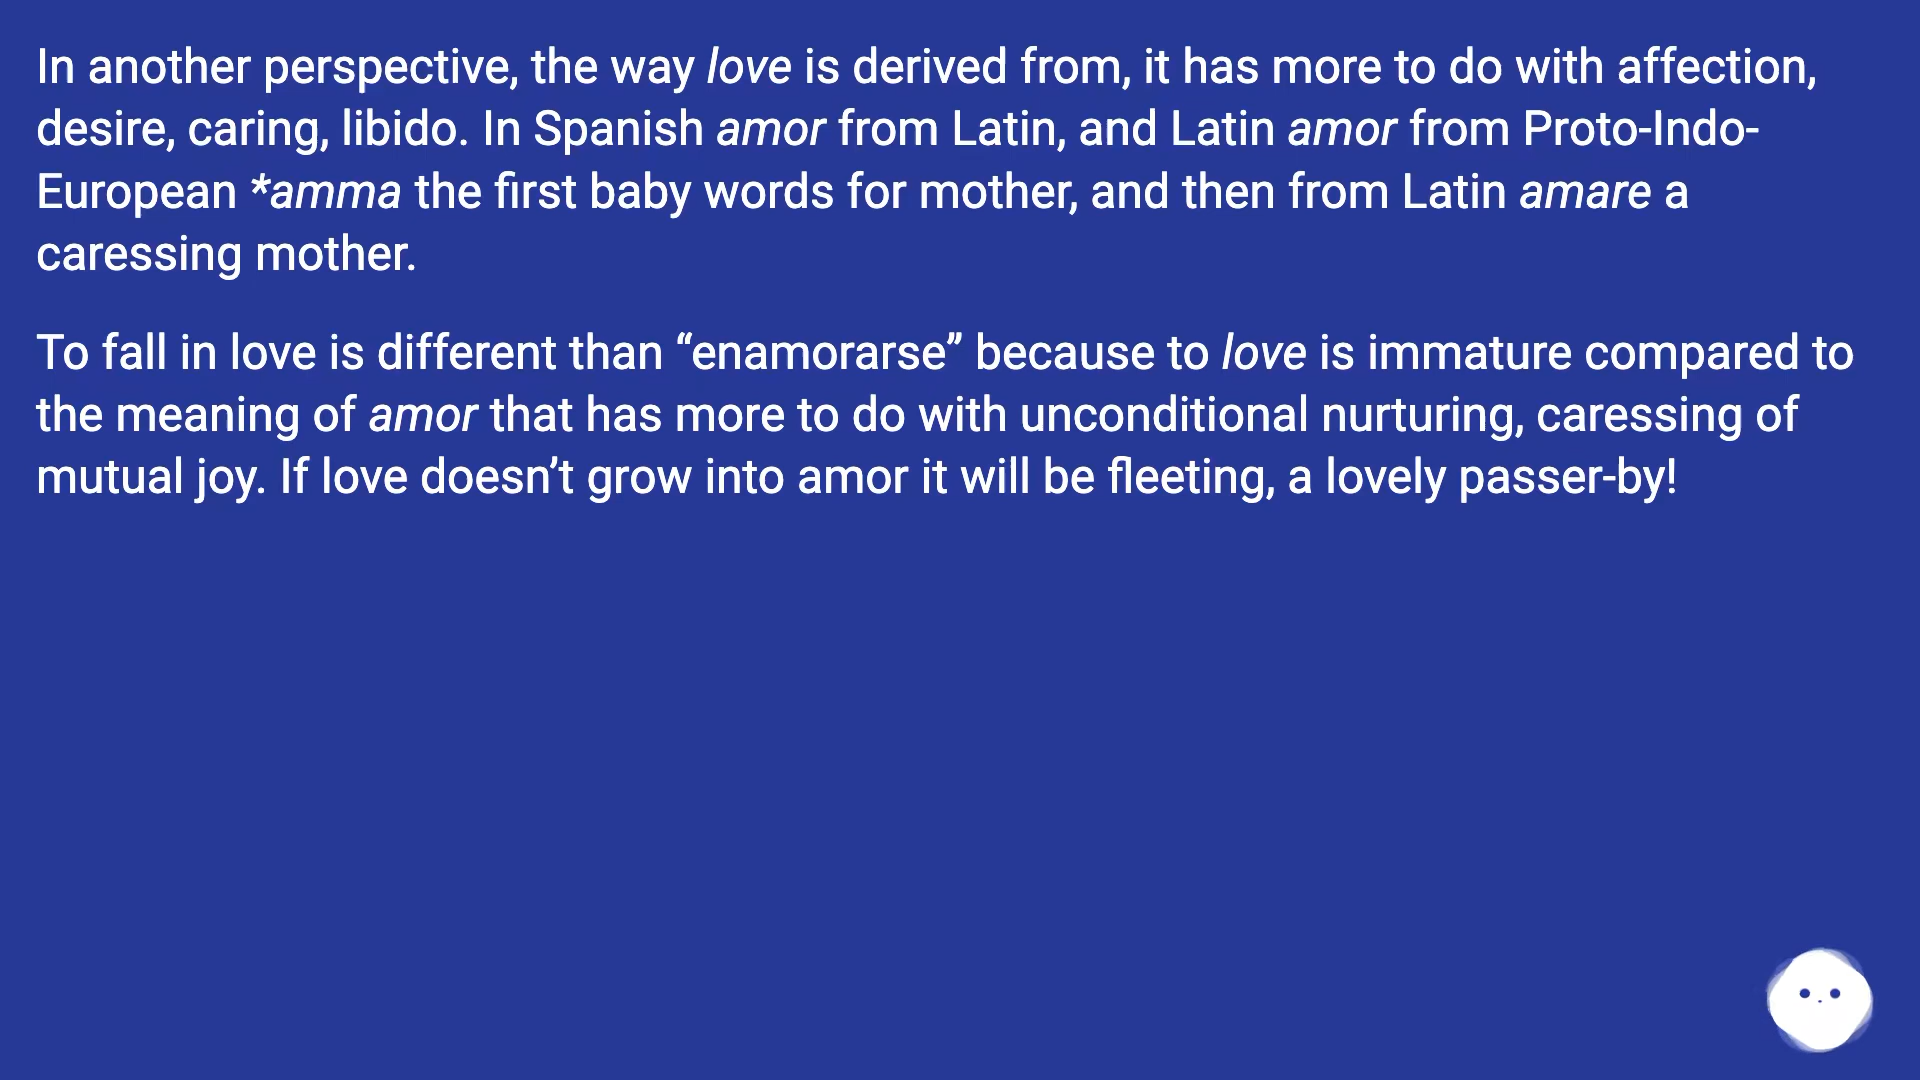 In another perspective, the way love is derived from, it has more to do with affection,
desire, caring, libido. In Spanish amor from Latin, and Latin amor from Proto-Indo-
European *amma the first baby words for mother, and then from Latin amare a
caressing mother.
To fall in love is different than “enamorarse” because to love is immature compared to
the meaning of amor that has more to do with unconditional nurturing, caressing of
mutual joy. If love doesn’t grow into amor it will be fleeting, a lovely passer-by!